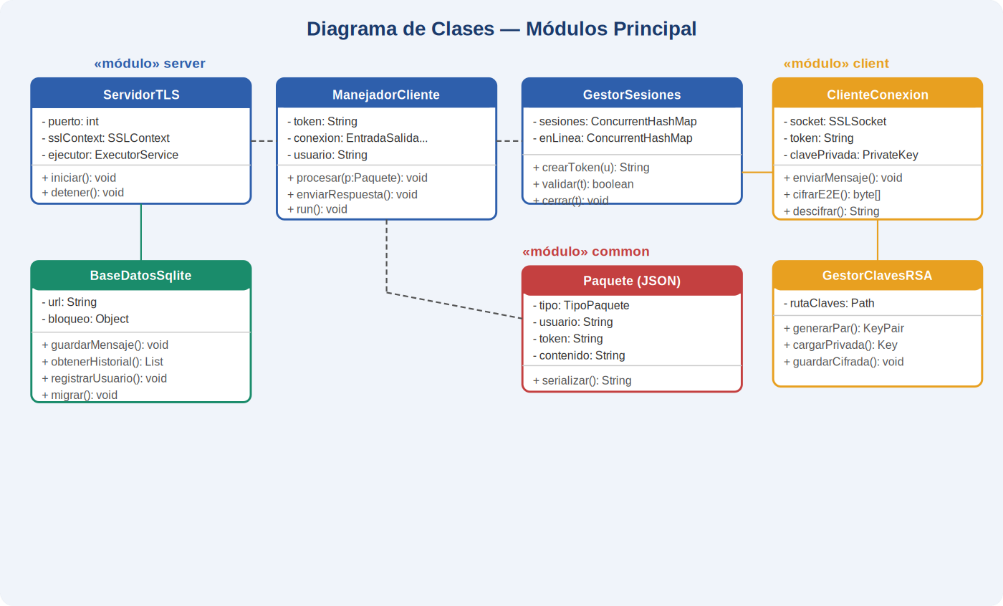 Diagrama de Clases — Módulos Principal
«módulo» server
«módulo» client
ServidorTLS
- puerto: int
- sslContext: SSLContext
- ejecutor: ExecutorService
+ iniciar(): void
+ detener(): void
ManejadorCliente
- token: String
- conexion: EntradaSalida...
- usuario: String
+ procesar(p:Paquete): void
+ enviarRespuesta(): void
+ run(): void
GestorSesiones
- sesiones: ConcurrentHashMap
- enLinea: ConcurrentHashMap
+ crearToken(u): String
+ validar(t): boolean
+ cerrar(t): void
ClienteConexion
- socket: SSLSocket
- token: String
- clavePrivada: PrivateKey
+ enviarMensaje(): void
+ cifrarE2E(): byte[]
+ descifrar(): String
BaseDatosSqlite
- url: String
- bloqueo: Object
+ guardarMensaje(): void
+ obtenerHistorial(): List
+ registrarUsuario(): void
+ migrar(): void
«módulo» common
Paquete (JSON)
- tipo: TipoPaquete
- usuario: String
- token: String
- contenido: String
+ serializar(): String
GestorClavesRSA
- rutaClaves: Path
+ generarPar(): KeyPair
+ cargarPrivada(): Key
+ guardarCifrada(): void